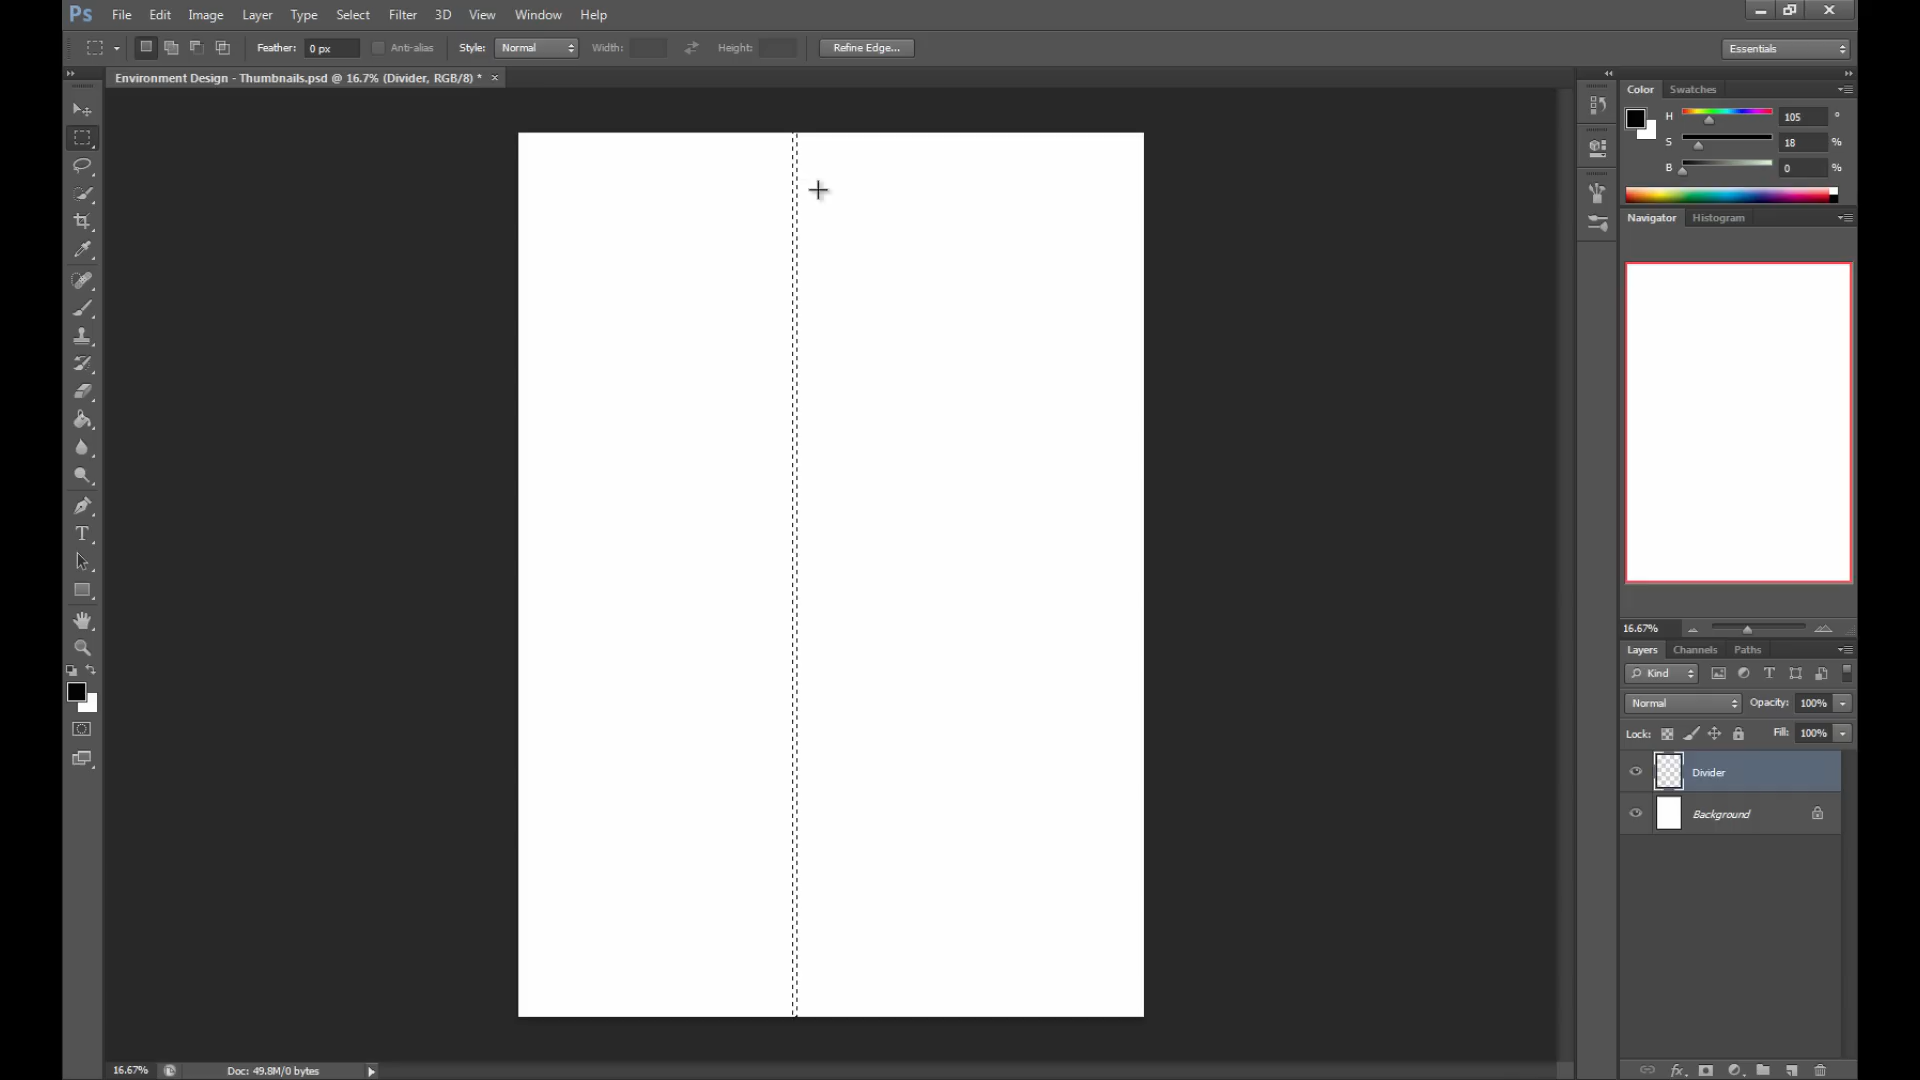 Ps File Edit Image Layer Type Select Filter 3D View Window Help
Feather: 0 px Anti-alias Style: Normal Width: Height: Refine Edge... Essentials
Environment Design - Thumbnails.psd @ 16.7% (Divider, RGB/8) * ×
Color Swatches
H 105 °
S 18 %
B 0 %
Navigator Histogram
16.67%
Layers Channels Paths
Kind T
Normal Opacity: 100%
Lock: Fill: 100%
Divider
Background
T
16.67% Doc: 49.8M/0 bytes
fx